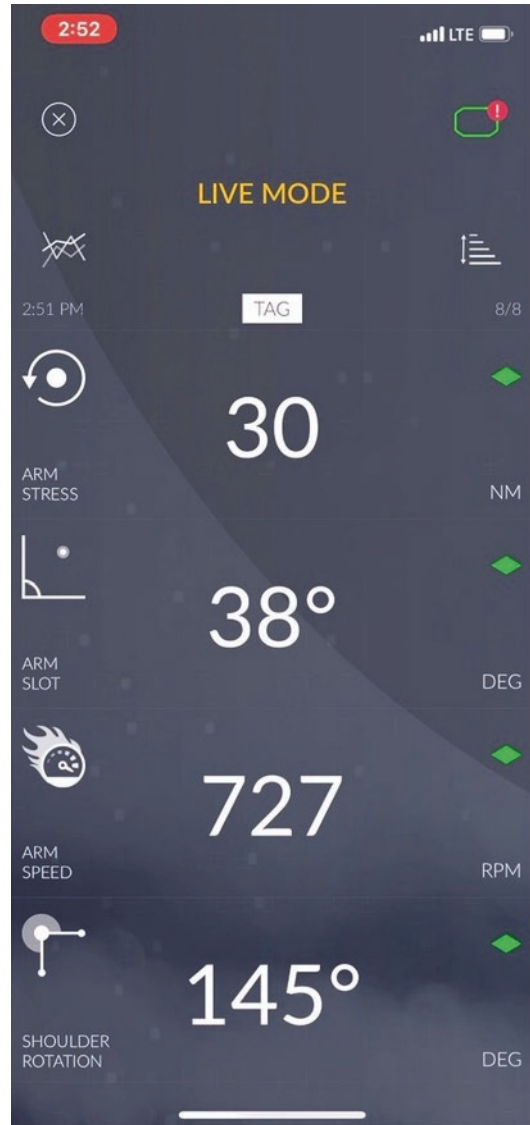 2:52
LTE
!
LIVE MODE
2:51 PM
TAG
8/8
30
ARM
STRESS
NM
38°
ARM
SLOT
DEG
727
ARM
SPEED
RPM
145°
SHOULDER
ROTATION
DEG